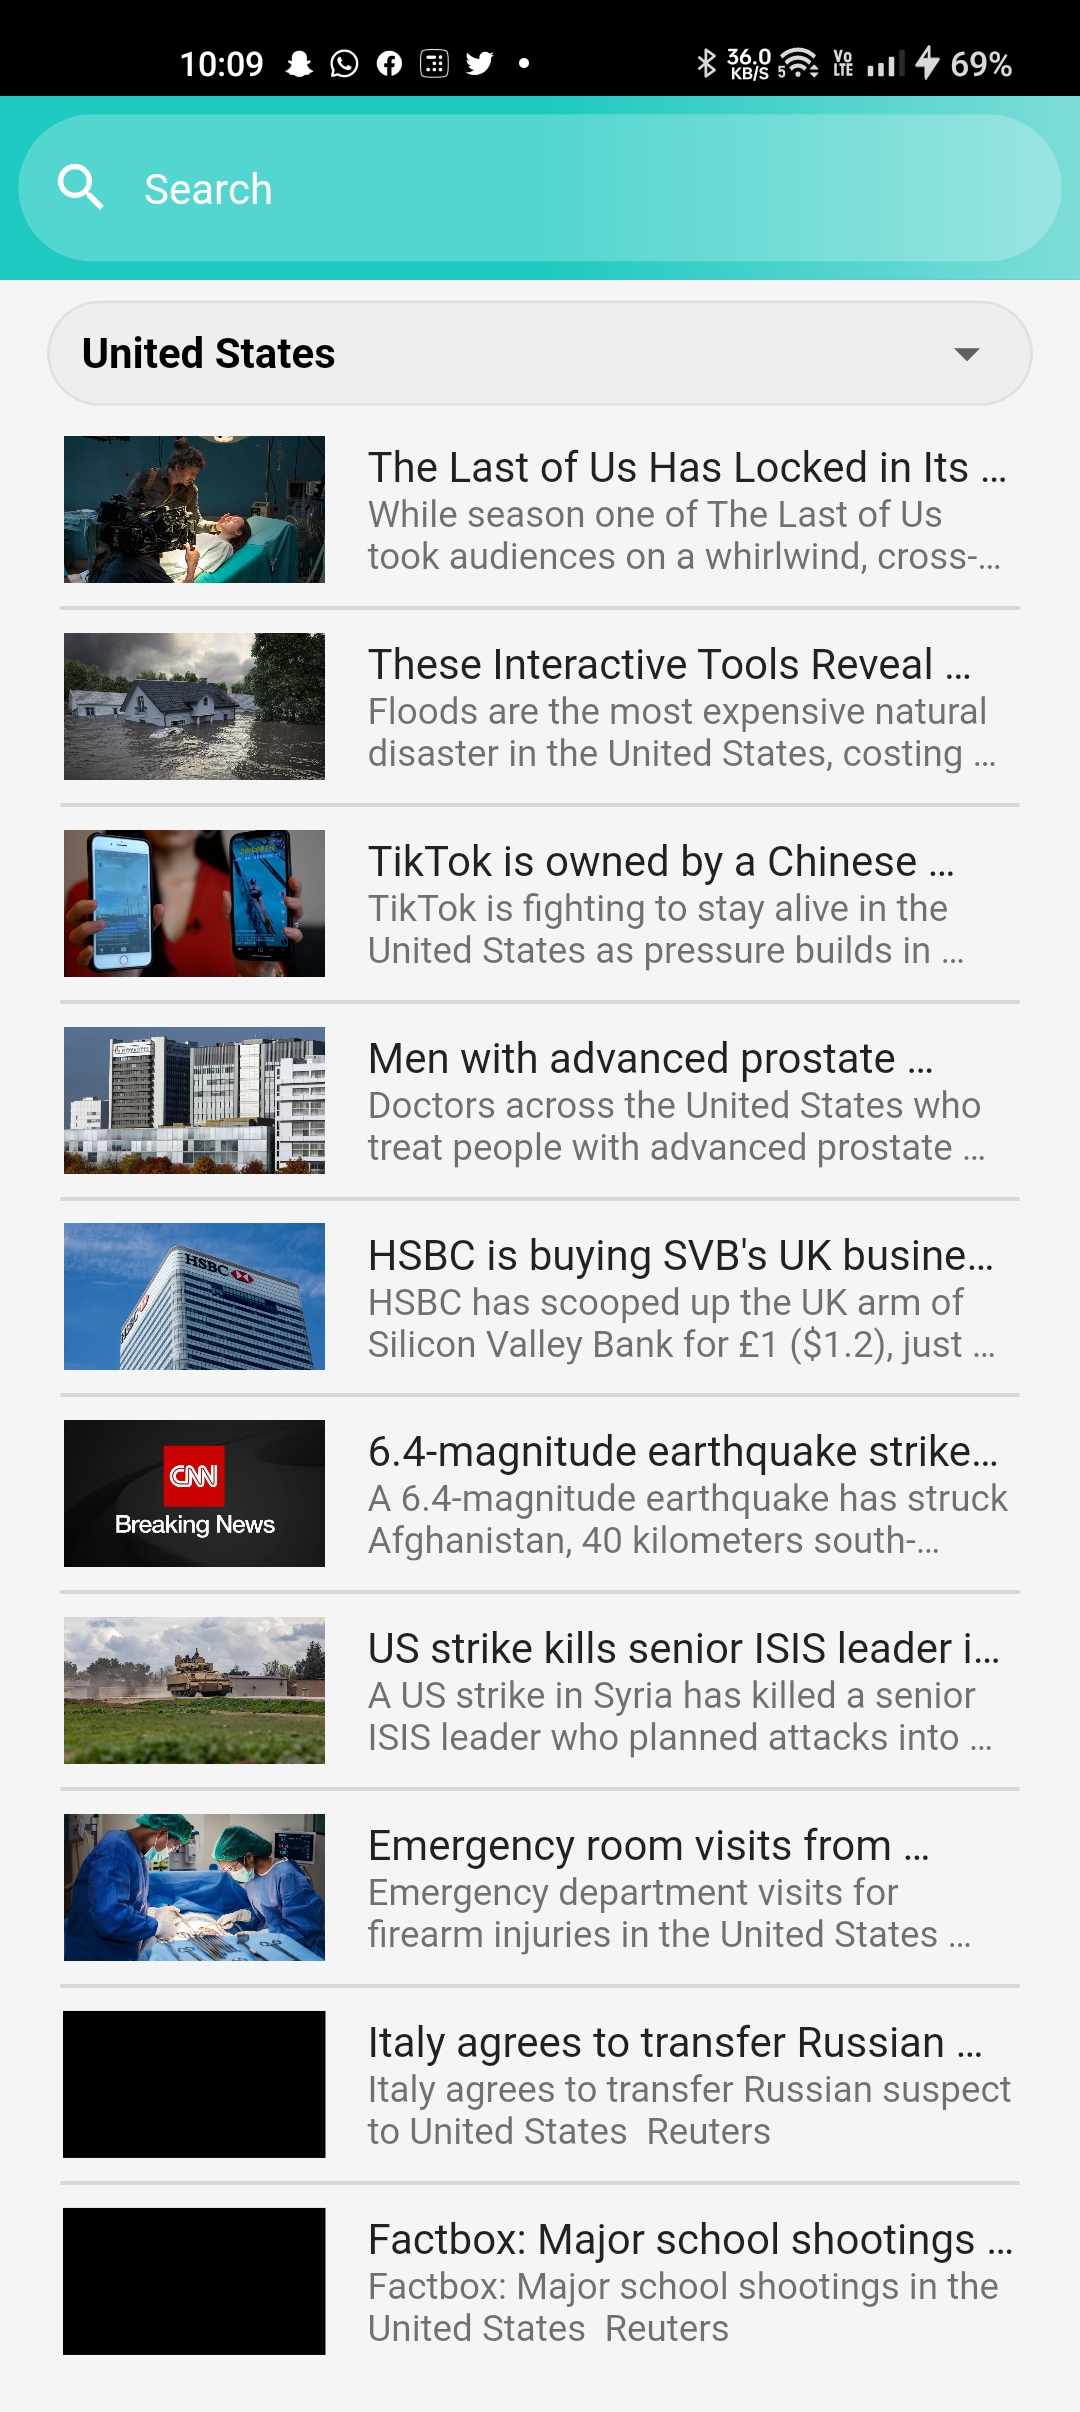 10:09 36.0 KB/S 5 Vo LTE 69%
Search
United States
The Last of Us Has Locked in Its ...
While season one of The Last of Us
took audiences on a whirlwind, cross-...
These Interactive Tools Reveal ...
Floods are the most expensive natural
disaster in the United States, costing ...
TikTok is owned by a Chinese ...
TikTok is fighting to stay alive in the
United States as pressure builds in ...
Men with advanced prostate ...
Doctors across the United States who
treat people with advanced prostate ...
HSBC
HSBC is buying SVB's UK busine...
HSBC has scooped up the UK arm of
Silicon Valley Bank for £1 ($1.2), just ...
CNN
Breaking News
6.4-magnitude earthquake strike...
A 6.4-magnitude earthquake has struck
Afghanistan, 40 kilometers south-...
US strike kills senior ISIS leader i...
A US strike in Syria has killed a senior
ISIS leader who planned attacks into ...
Emergency room visits from ...
Emergency department visits for
firearm injuries in the United States ...
Italy agrees to transfer Russian ...
Italy agrees to transfer Russian suspect
to United States  Reuters
Factbox: Major school shootings ...
Factbox: Major school shootings in the
United States  Reuters